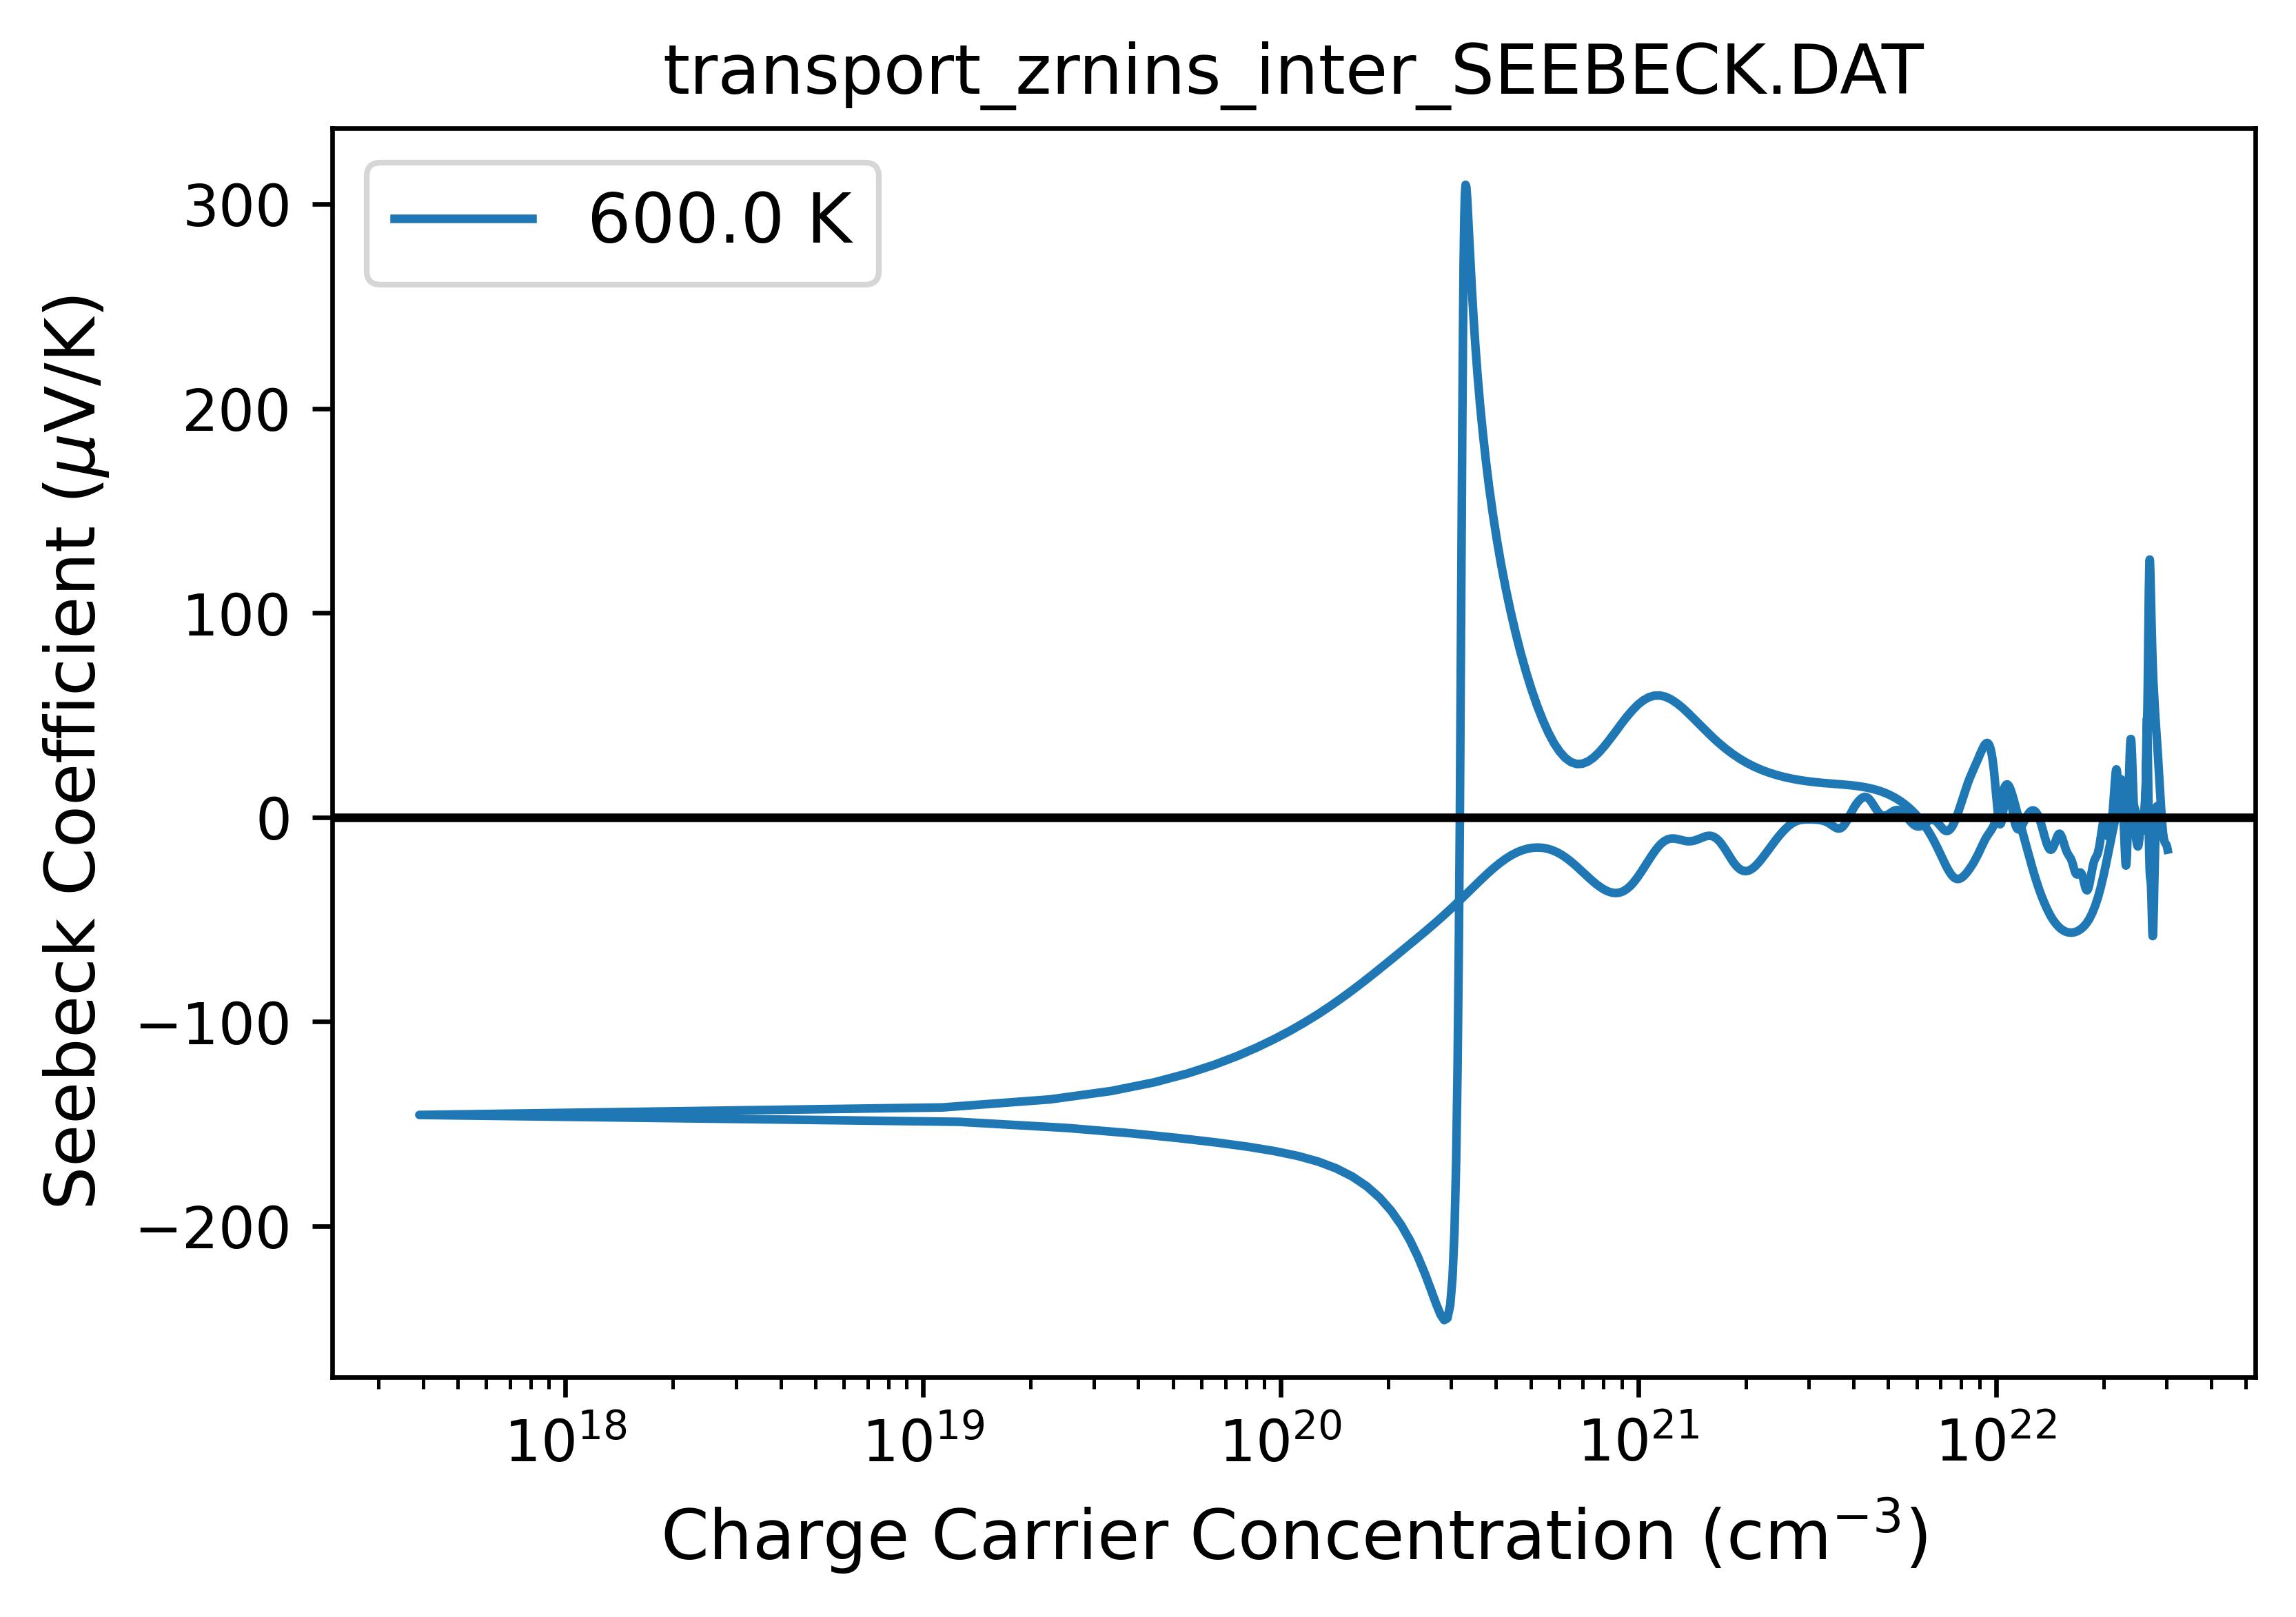 transport_zrnins_inter_SEEBECK.DAT
600.0 K
Seebeck Coefficient (μV/K)
300
200
100
0
−100
−200
10¹⁸ 10¹⁹ 10²⁰ 10²¹ 10²²
Charge Carrier Concentration (cm⁻³)